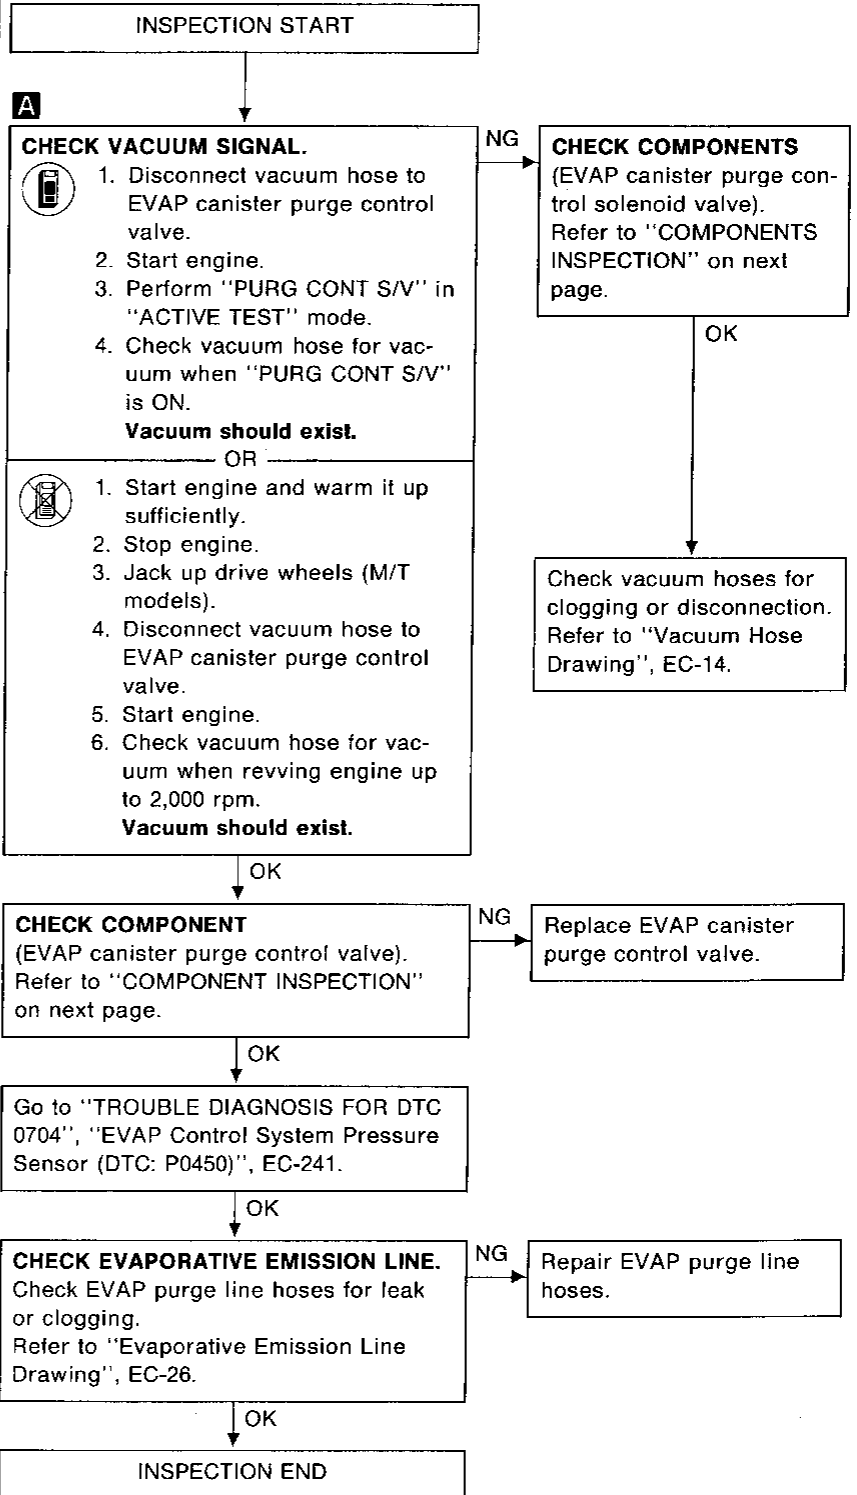 INSPECTION START
A
CHECK VACUUM SIGNAL.
1. Disconnect vacuum hose to
EVAP canister purge control
valve.
2. Start engine.
3. Perform "PURG CONT S/V" in
"ACTIVE TEST" mode.
4. Check vacuum hose for vac-
uum when "PURG CONT S/V"
is ON.
Vacuum should exist.
OR
1. Start engine and warm it up
sufficiently.
2. Stop engine.
3. Jack up drive wheels (M/T
models).
4. Disconnect vacuum hose to
EVAP canister purge control
valve.
5. Start engine.
6. Check vacuum hose for vac-
uum when revving engine up
to 2,000 rpm.
Vacuum should exist.
NG
CHECK COMPONENTS
(EVAP canister purge con-
trol solenoid valve).
Refer to "COMPONENTS
INSPECTION" on next
page.
OK
Check vacuum hoses for
clogging or disconnection.
Refer to "Vacuum Hose
Drawing", EC-14.
OK
CHECK COMPONENT
(EVAP canister purge control valve).
Refer to "COMPONENT INSPECTION"
on next page.
NG
Replace EVAP canister
purge control valve.
OK
Go to "TROUBLE DIAGNOSIS FOR DTC
0704", "EVAP Control System Pressure
Sensor (DTC: P0450)", EC-241.
OK
CHECK EVAPORATIVE EMISSION LINE.
Check EVAP purge line hoses for leak
or clogging.
Refer to "Evaporative Emission Line
Drawing", EC-26.
NG
Repair EVAP purge line
hoses.
OK
INSPECTION END